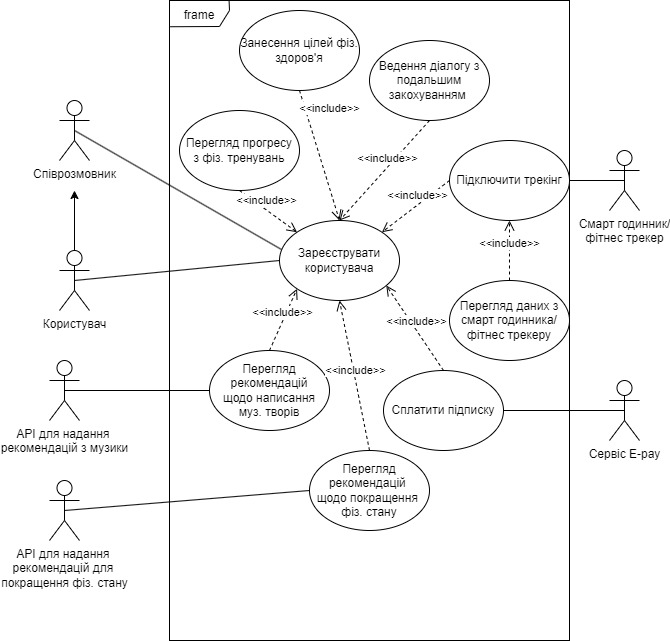 frame
Занесення цілей фіз.
здоров'я
Ведення діалогу з
подальшим
закохуванням
<<include>>
Перегляд прогресу
з фіз. тренувань
<<include>>
Співрозмовник
Підключити трекінг
<<include>>
<<include>>
Смарт годинник/
фітнес трекер
<<include>>
Зареєструвати
користувача
Користувач
Перегляд даних з
смарт годинника/
фітнес трекеру
<<include>>
<<include>>
Перегляд
рекомендацій
щодо написання
муз. творів
<<include>>
Сплатити підписку
АРІ для надання
рекомендацій з музики
Сервіс E-pay
Перегляд
рекомендацій
щодо покращення
фіз. стану
АРІ для надання
рекомендацій для
покращення фіз. стану